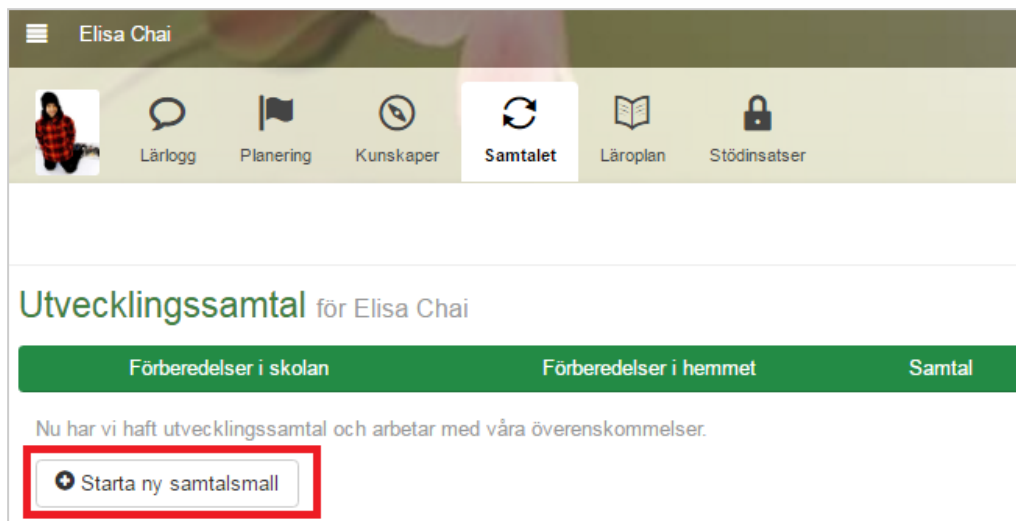 Elisa Chai
Lärlogg Planering Kunskaper Samtalet Läroplan Stödinsatser
Utvecklingssamtal för Elisa Chai
Förberedelser i skolan Förberedelser i hemmet Samtal
Nu har vi haft utvecklingssamtal och arbetar med våra överenskommelser.
Starta ny samtalsmall